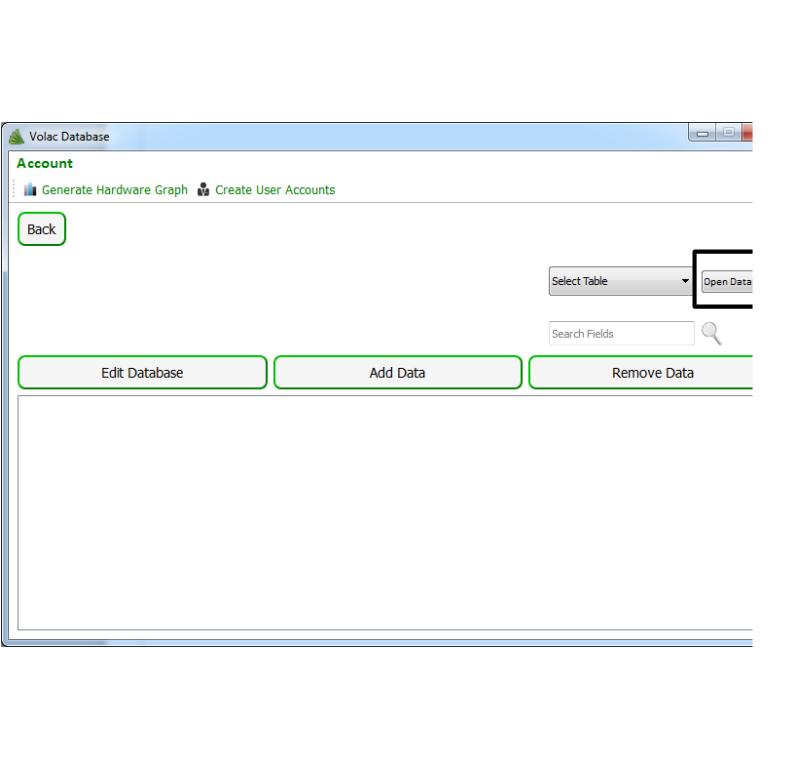 Volac Database
Account
Generate Hardware Graph Create User Accounts
Back
Select Table Open Data
Search Fields
Edit Database Add Data Remove Data